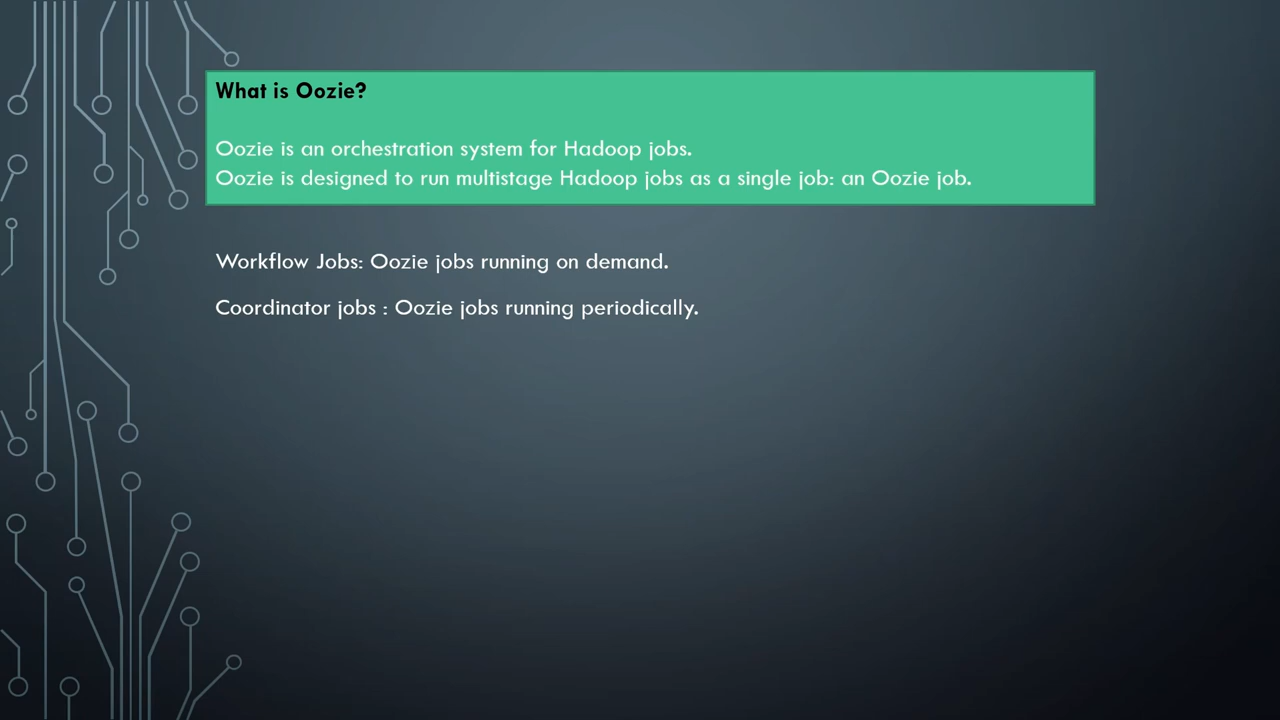 What is Oozie?
Oozie is an orchestration system for Hadoop jobs.
Oozie is designed to run multistage Hadoop jobs as a single job: an Oozie job.
Workflow Jobs: Oozie jobs running on demand.
Coordinator jobs : Oozie jobs running periodically.